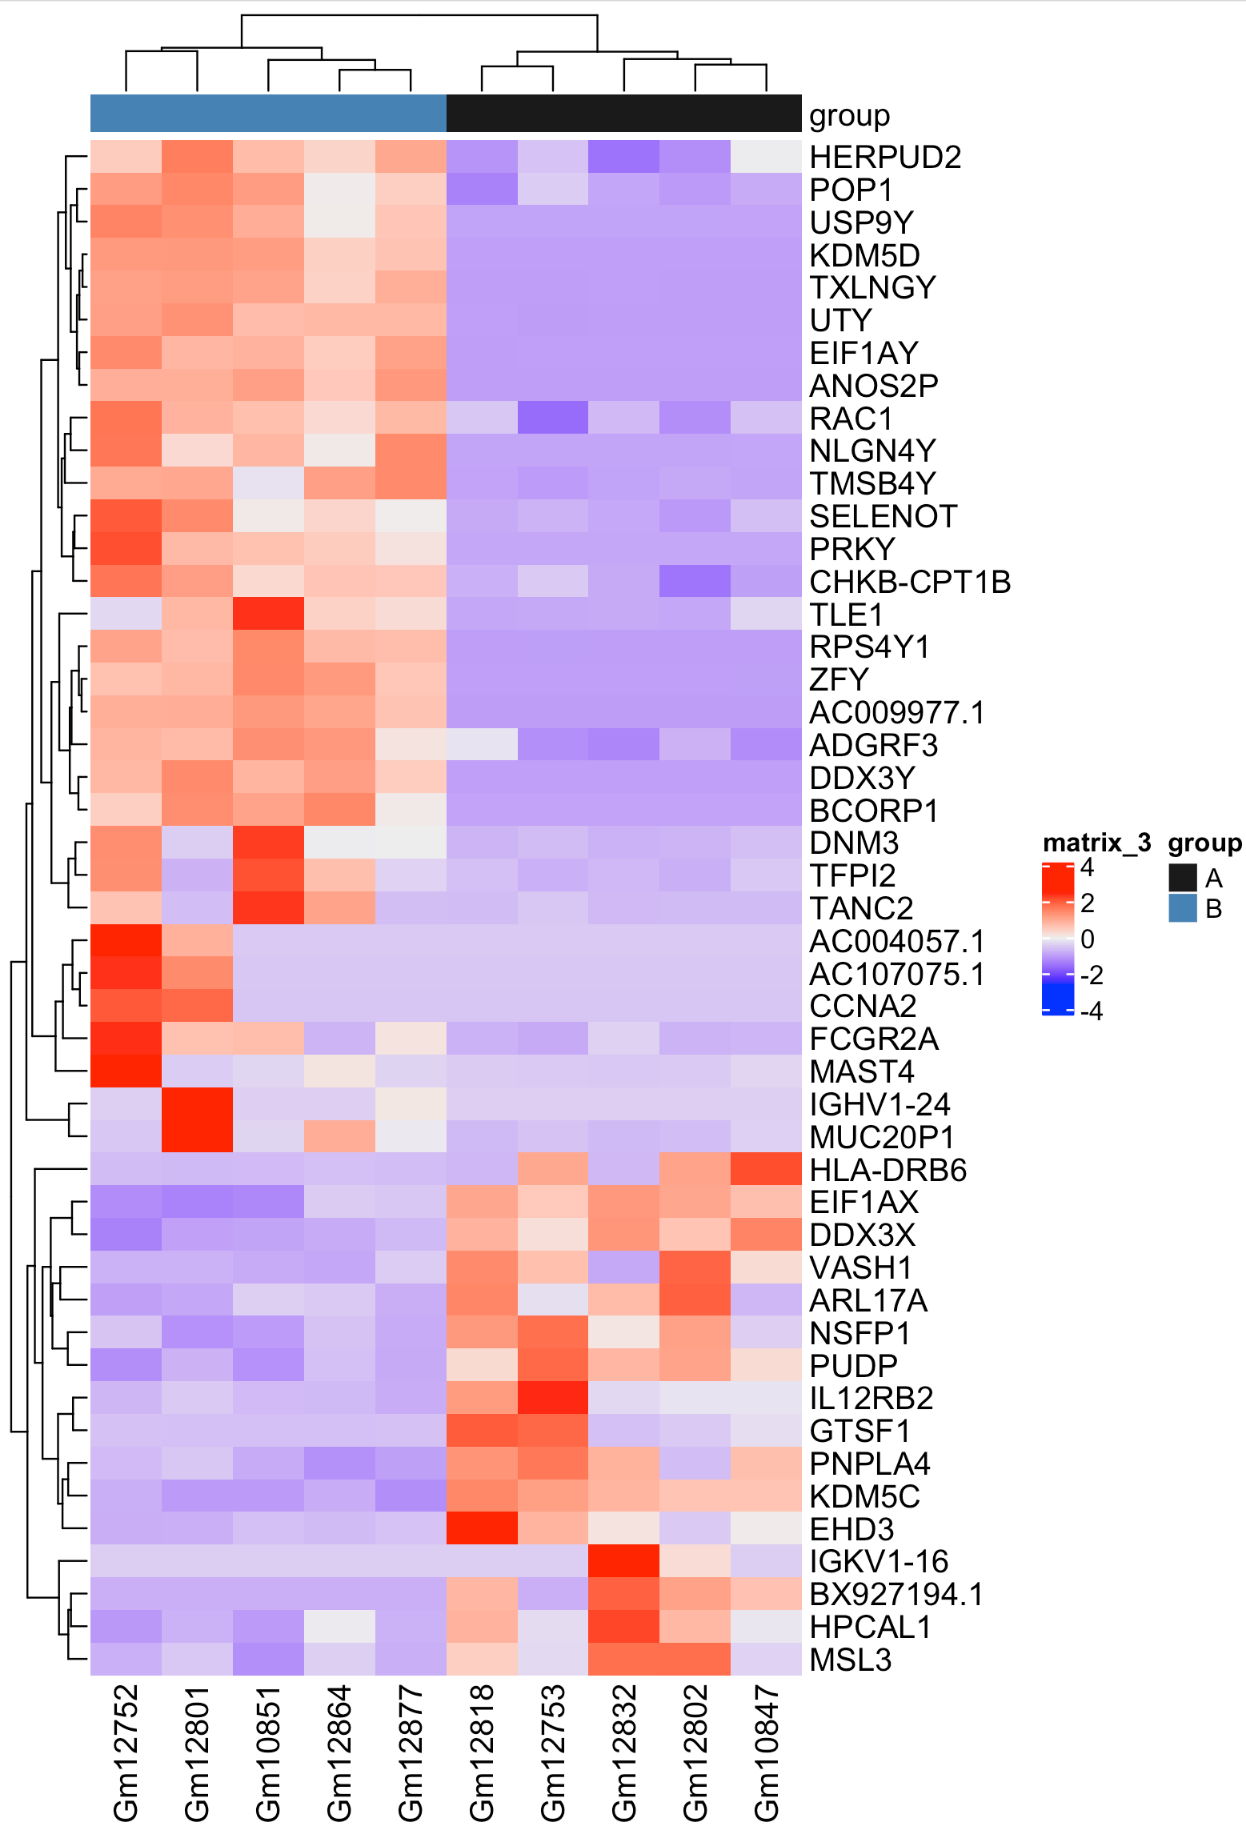 group
HERPUD2
POP1
USP9Y
KDM5D
TXLNGY
UTY
EIF1AY
ANOS2P
RAC1
NLGN4Y
TMSB4Y
SELENOT
PRKY
CHKB-CPT1B
TLE1
RPS4Y1
ZFY
AC009977.1
ADGRF3
DDX3Y
BCORP1
DNM3
TFPI2
TANC2
AC004057.1
AC107075.1
CCNA2
FCGR2A
MAST4
IGHV1-24
MUC20P1
HLA-DRB6
EIF1AX
DDX3X
VASH1
ARL17A
NSFP1
PUDP
IL12RB2
GTSF1
PNPLA4
KDM5C
EHD3
IGKV1-16
BX927194.1
HPCAL1
MSL3
matrix_3
4
2
0
-2
-4
group
A
B
Gm12752
Gm12801
Gm10851
Gm12864
Gm12877
Gm12818
Gm12753
Gm12832
Gm12802
Gm10847